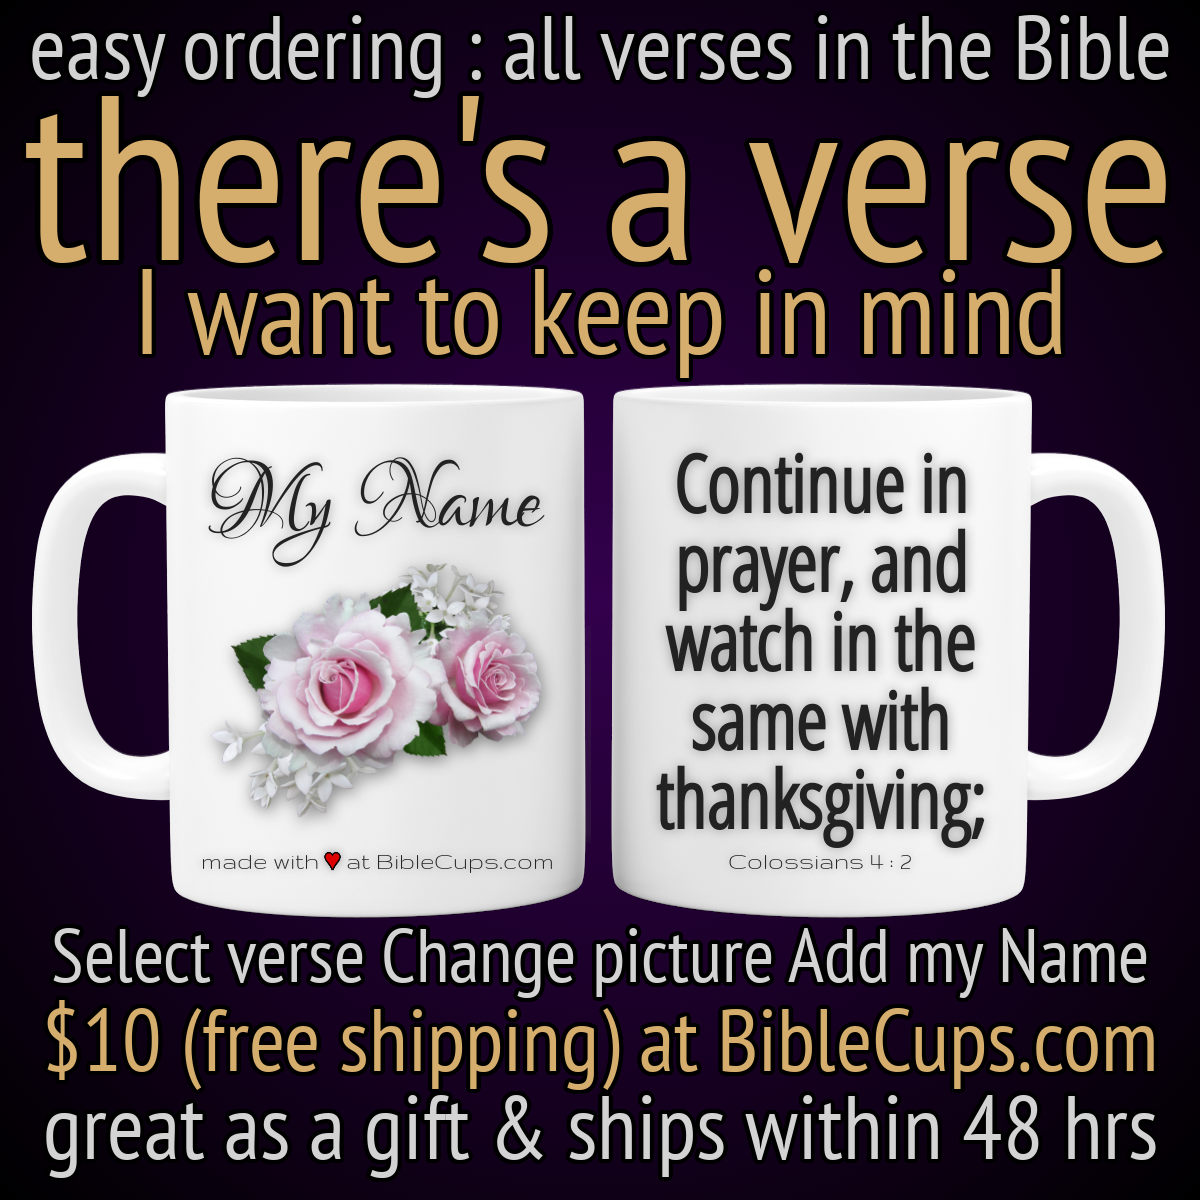 easy ordering : all verses in the Bible
there's a verse
I want to keep in mind
My Name
made with at BibleCups.com
Continue in
prayer, and
watch in the
same with
thanksgiving;
Colossians 4 : 2
Select verse Change picture Add my Name
$10 (free shipping) at BibleCups.com
great as a gift & ships within 48 hrs